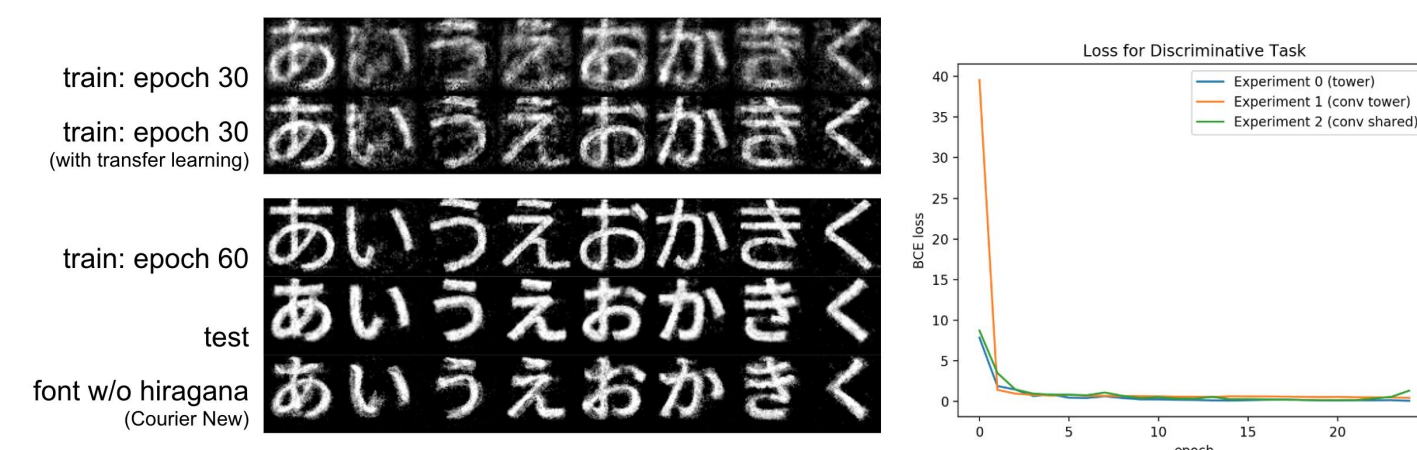 train: epoch 30
あいうえおかきく
train: epoch 30
(with transfer learning)
あいうえおかきく
train: epoch 60
あいうえおかきく
test
あいうえおかきく
font w/o hiragana
(Courier New)
あいうえおかきく
Loss for Discriminative Task
Experiment 0 (tower)
Experiment 1 (conv tower)
Experiment 2 (conv shared)
BCE loss
40
35
30
25
20
15
10
5
0
0 5 10 15 20
epoch